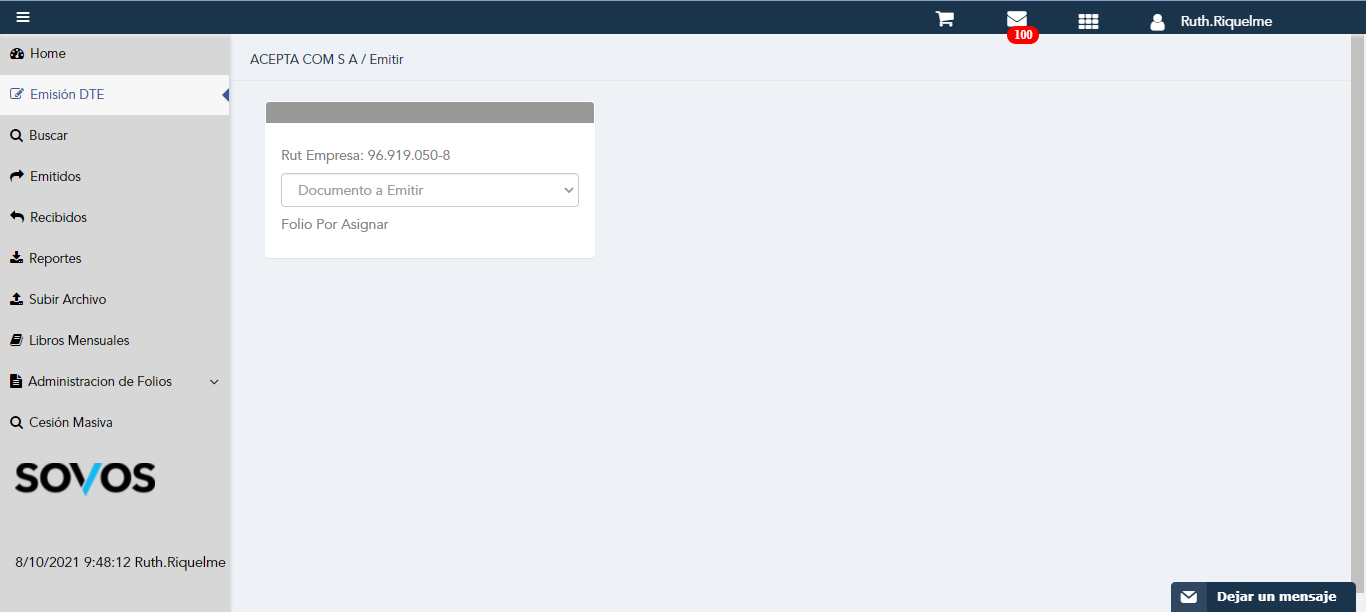 100
Ruth.Riquelme
Home
Emisión DTE
Buscar
Emitidos
Recibidos
Reportes
Subir Archivo
Libros Mensuales
Administracion de Folios
Cesión Masiva
SOVOS
8/10/2021 9:48:12 Ruth.Riquelme
ACEPTA COM S A / Emitir
Rut Empresa: 96.919.050-8
Documento a Emitir
Folio Por Asignar
Dejar un mensaje